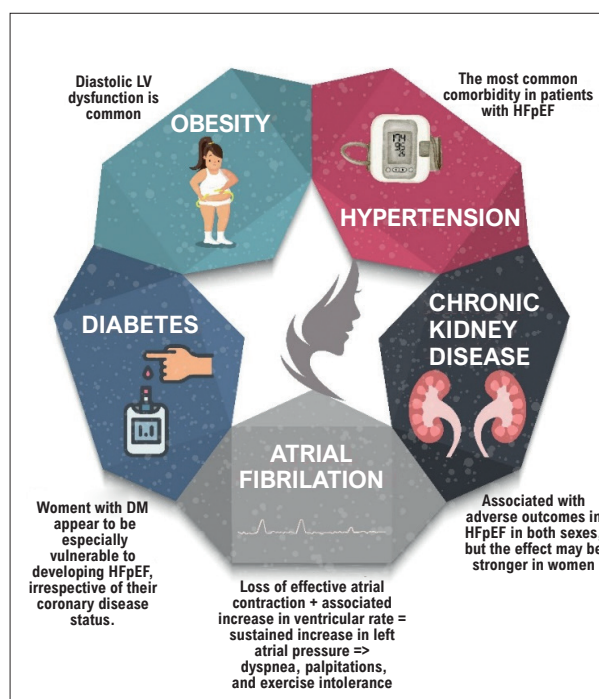 Diastolic LV
dysfunction is
common
OBESITY
The most common
comorbidity in patients
with HFpEF
HYPERTENSION
DIABETES
CHRONIC
KIDNEY
DISEASE
ATRIAL
FIBRILATION
Woment with DM
appear to be
especially
vulnerable to
developing HFpEF,
irrespective of their
coronary disease
status.
Loss of effective atrial
contraction + associated
increase in ventricular rate =
sustained increase in left
atrial pressure =>
dyspnea, palpitations,
and exercise intolerance
Associated with
adverse outcomes in
HFpEF in both sexes,
but the effect may be
stronger in women